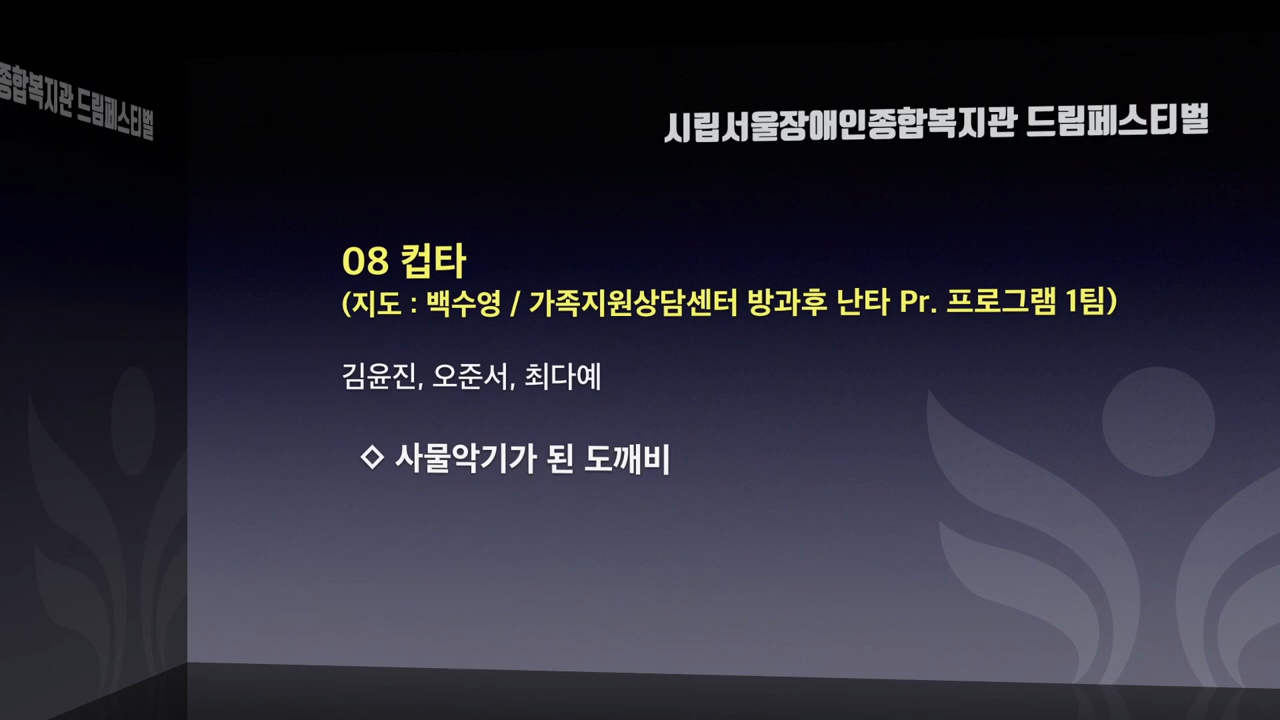 종합복지관 드림페스티벌
시립서울장애인종합복지관 드림페스티벌
08 컵타
(지도 : 백수영 / 가족지원상담센터 방과후 난타 Pr. 프로그램 1팀)
김윤진, 오준서, 최다예
◇ 사물악기가 된 도깨비